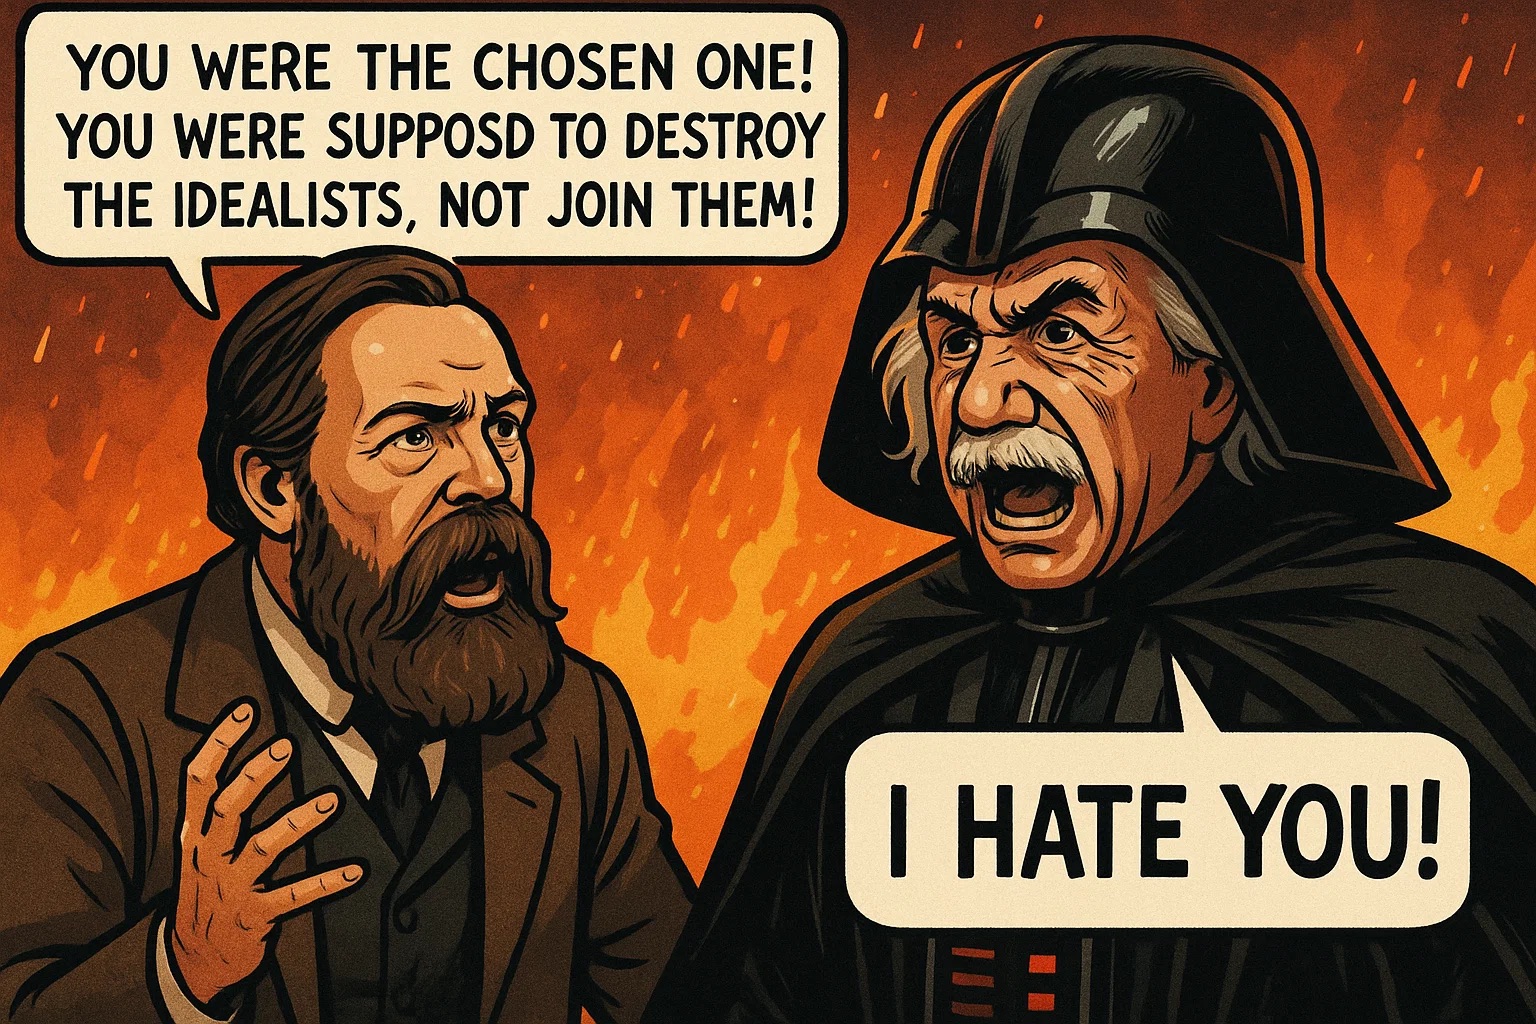 YOU WERE THE CHOSEN ONE!
YOU WERE SUPPOSD TO DESTROY
THE IDEALISTS, NOT JOIN THEM!
I HATE YOU!